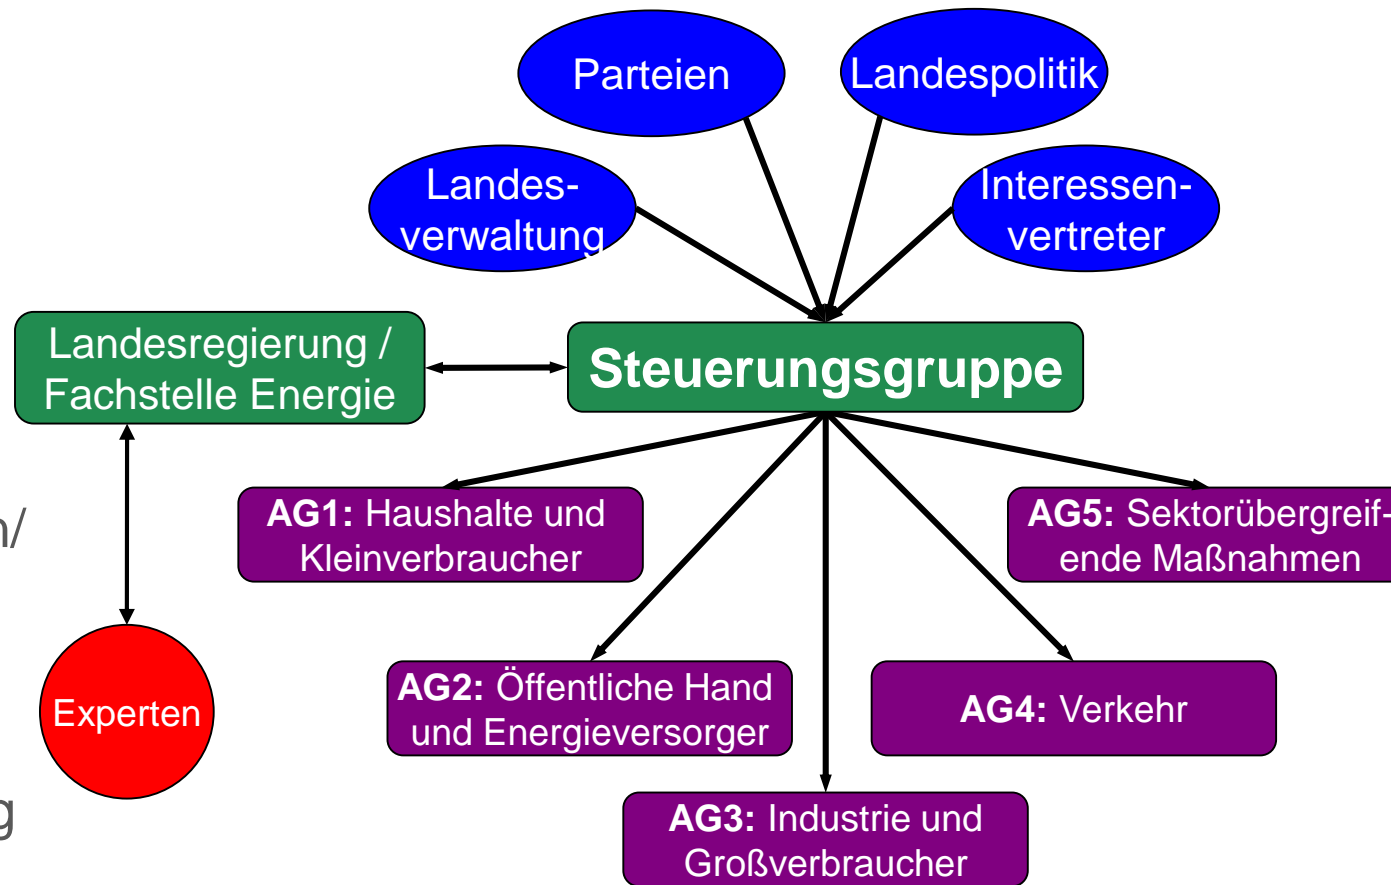 Parteien
Landespolitik
Landes-
verwaltung
Interessen-
vertreter
Landesregierung /
Fachstelle Energie
Steuerungsgruppe
AG1: Haushalte und
Kleinverbraucher
AG5: Sektorübergreif-
ende Maßnahmen
n/
Experten
AG2: Öffentliche Hand
und Energieversorger
AG4: Verkehr
g
AG3: Industrie und
Großverbraucher